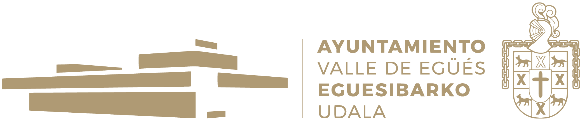 AYUNTAMIENTO
VALLE DE EGÜÉS
EGUESIBARKO
UDALA